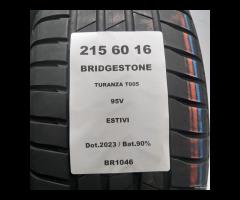 215 60 16
BRIDGESTONE
TURANZA T005
95V
ESTIVI
Dot.2023 / Bat.90%
BR1046